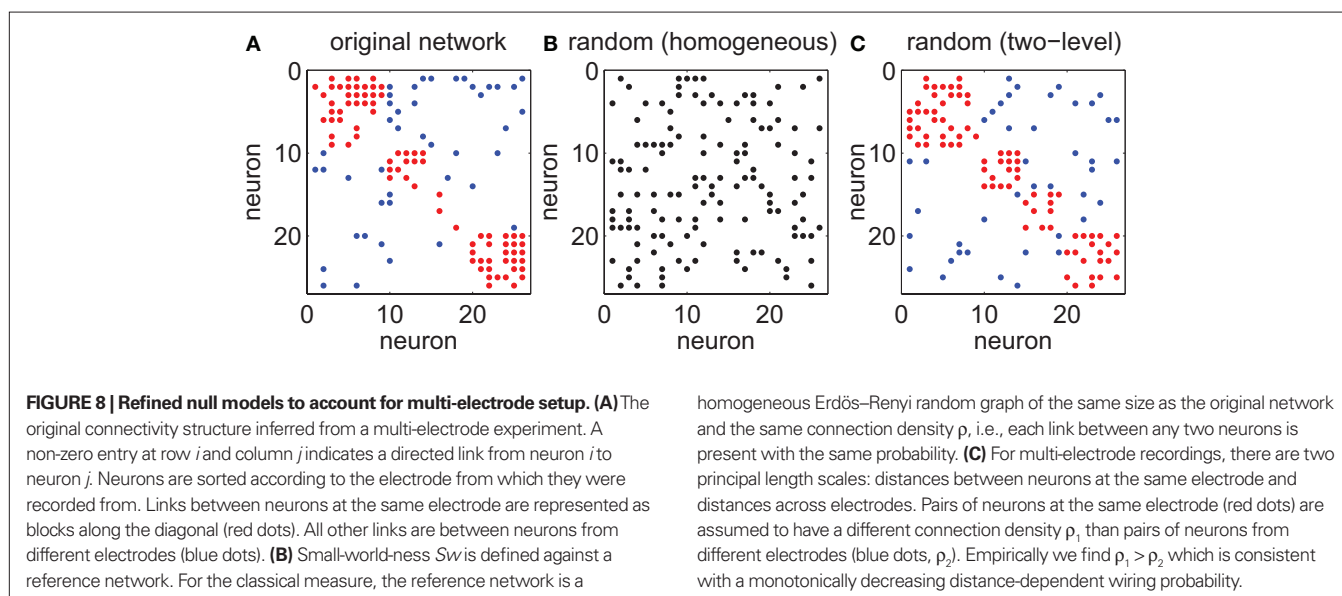 A original network
B random (homogeneous)
C random (two−level)
0
10
20
neuron
0 10 20
neuron
0
10
20
neuron
0 10 20
neuron
0
10
20
neuron
0 10 20
neuron
FIGURE 8 | Refined null models to account for multi-electrode setup. (A) The
original connectivity structure inferred from a multi-electrode experiment. A
non-zero entry at row i and column j indicates a directed link from neuron i to
neuron j. Neurons are sorted according to the electrode from which they were
recorded from. Links between neurons at the same electrode are represented as
blocks along the diagonal (red dots). All other links are between neurons from
different electrodes (blue dots). (B) Small-world-ness Sw is defined against a
reference network. For the classical measure, the reference network is a
homogeneous Erdös–Renyi random graph of the same size as the original network
and the same connection density ρ, i.e., each link between any two neurons is
present with the same probability. (C) For multi-electrode recordings, there are two
principal length scales: distances between neurons at the same electrode and
distances across electrodes. Pairs of neurons at the same electrode (red dots) are
assumed to have a different connection density ρ₁ than pairs of neurons from
different electrodes (blue dots, ρ₂). Empirically we find ρ₁ > ρ₂ which is consistent
with a monotonically decreasing distance-dependent wiring probability.